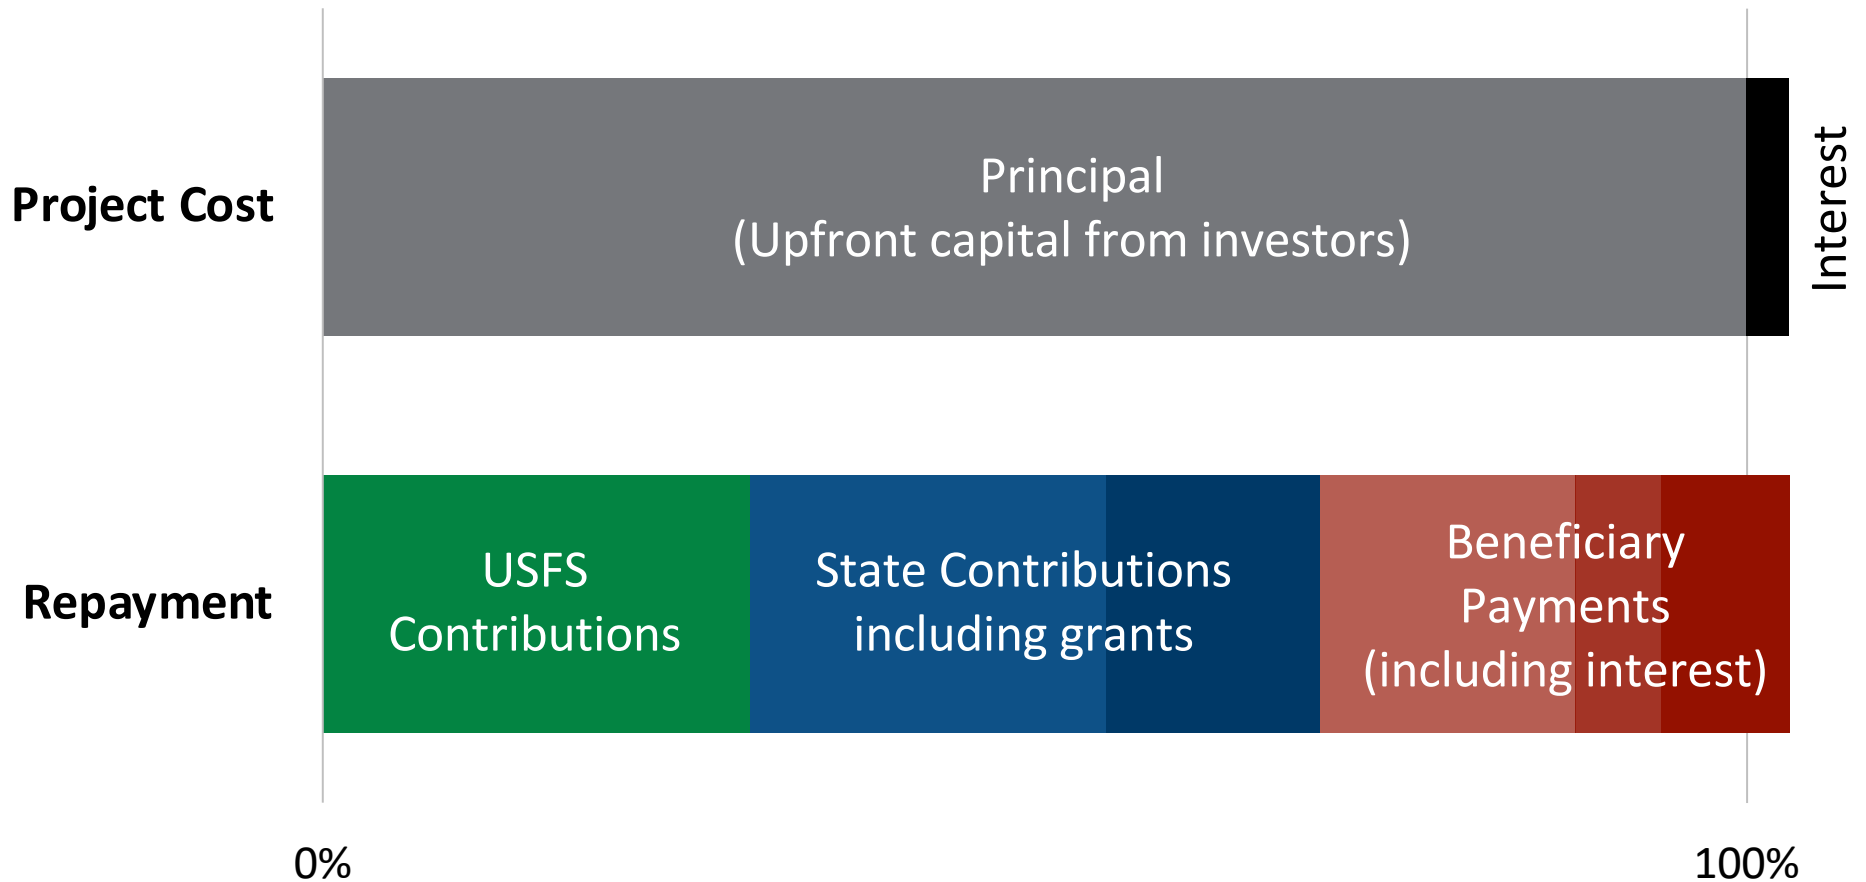 Project Cost
Principal
(Upfront capital from investors)
Interest
Repayment
USFS
Contributions
State Contributions
including grants
Beneficiary
Payments
(including interest)
0%
100%